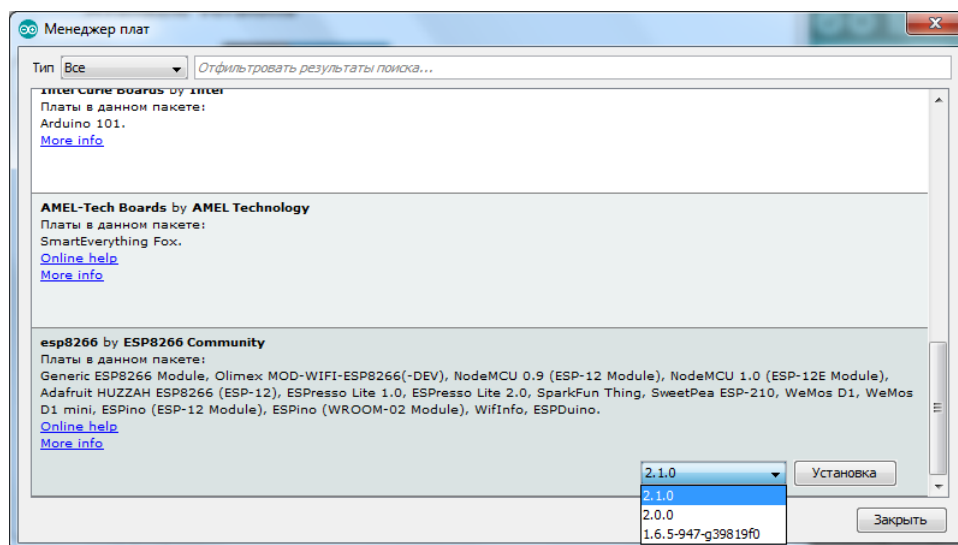 Менеджер плат
Тип Все Отфильтровать результаты поиска...
Intel Curie Boards by Intel
Платы в данном пакете:
Arduino 101.
More info
AMEL-Tech Boards by AMEL Technology
Платы в данном пакете:
SmartEverything Fox.
Online help
More info
esp8266 by ESP8266 Community
Платы в данном пакете:
Generic ESP8266 Module, Olimex MOD-WIFI-ESP8266(-DEV), NodeMCU 0.9 (ESP-12 Module), NodeMCU 1.0 (ESP-12E Module),
Adafruit HUZZAH ESP8266 (ESP-12), ESPresso Lite 1.0, ESPresso Lite 2.0, SparkFun Thing, SweetPea ESP-210, WeMos D1, WeMos
D1 mini, ESPino (ESP-12 Module), ESPino (WROOM-02 Module), WifInfo, ESPDuino.
Online help
More info
2.1.0 Установка
2.1.0
2.0.0
1.6.5-947-g39819f0
Закрыть